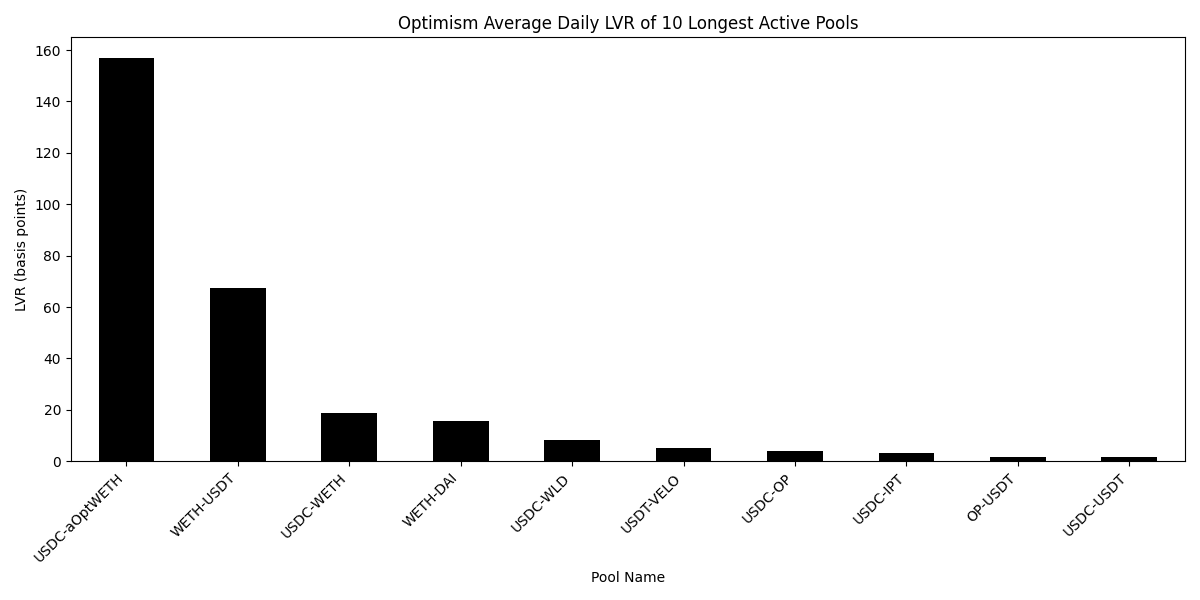 Optimism Average Daily LVR of 10 Longest Active Pools
LVR (basis points)
160
140
120
100
80
60
40
20
0
USDC-aOptWETH
WETH-USDT
USDC-WETH
WETH-DAI
USDC-WLD
USDT-VELO
USDC-OP
USDC-IPT
OP-USDT
USDC-USDT
Pool Name